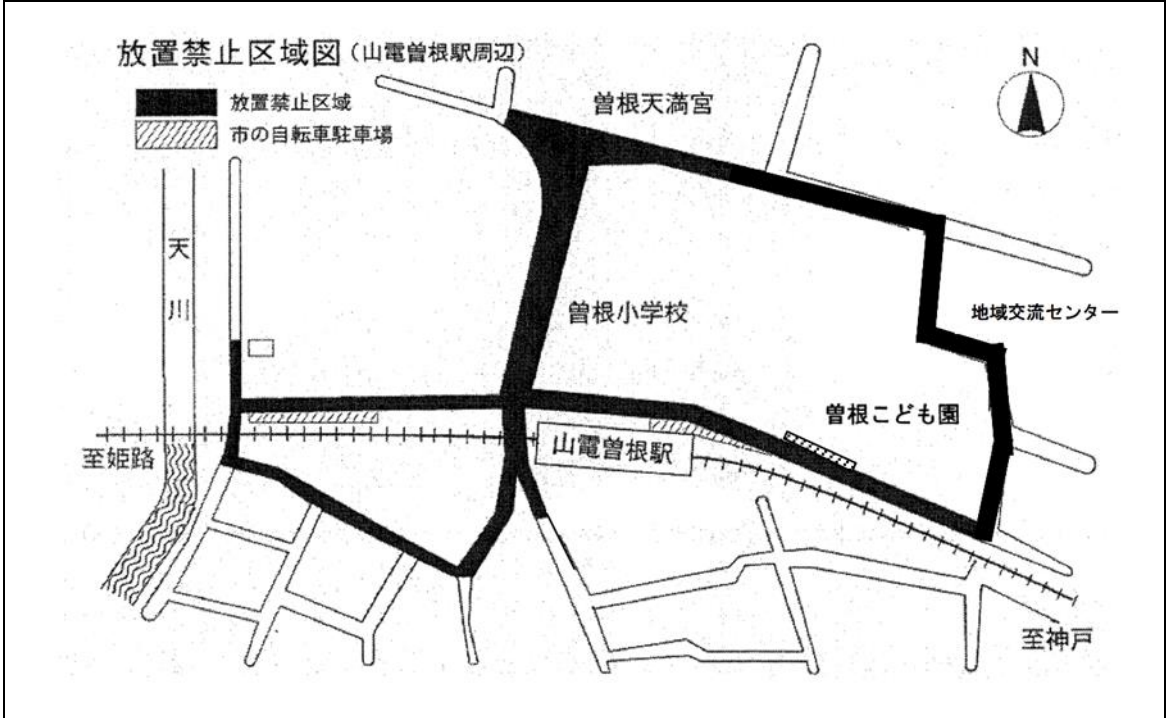 放置禁止区域図(山電曽根駅周辺)
放置禁止区域
市の自転車駐車場
N
曽根天満宮
天川
曽根小学校
地域交流センター
曽根こども園
山電曽根駅
至姫路
至神戸